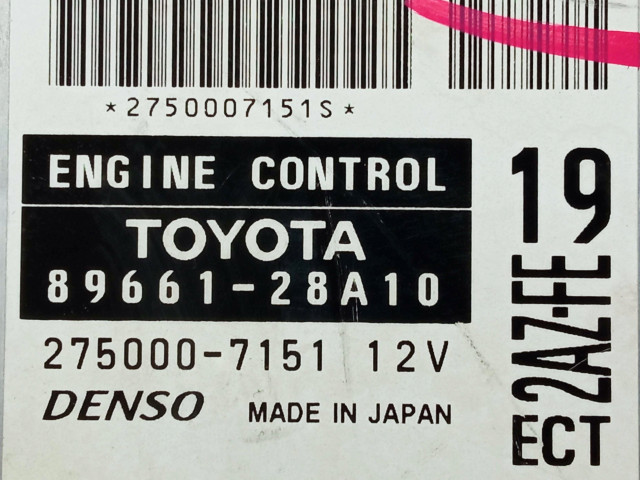 *2750007151S*
ENGINE CONTROL
TOYOTA
89661-28A10
275000-7151 12V
DENSO MADE IN JAPAN
19
2AZ-FE
ECT